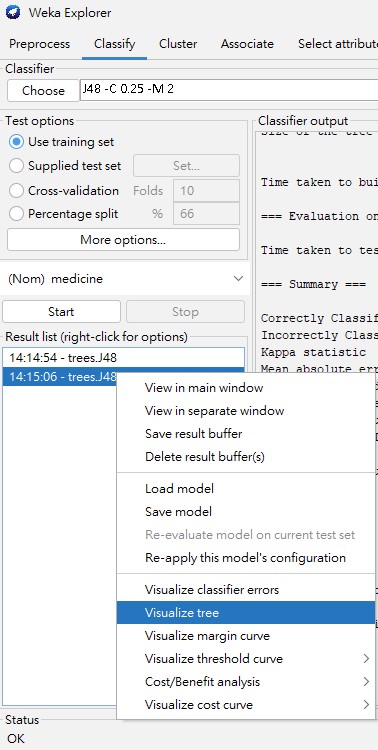 Weka Explorer
Preprocess Classify Cluster Associate Select attribute
Classifier
Choose J48 -C 0.25 -M 2
Test options
Use training set
Supplied test set Set...
Cross-validation Folds 10
Percentage split % 66
More options...
(Nom) medicine
Start Stop
Result list (right-click for options)
14:14:54 - trees.J48
14:15:06 - trees.J48
Classifier output
Size of the tree
Time taken to bui
=== Evaluation on
Time taken to tes
=== Summary ===
Correctly Classif
Incorrectly Class
Kappa statistic
Mean absolute err
View in main window
View in separate window
Save result buffer
Delete result buffer(s)
Load model
Save model
Re-evaluate model on current test set
Re-apply this model's configuration
Visualize classifier errors
Visualize tree
Visualize margin curve
Visualize threshold curve
Cost/Benefit analysis
Visualize cost curve
Status
OK